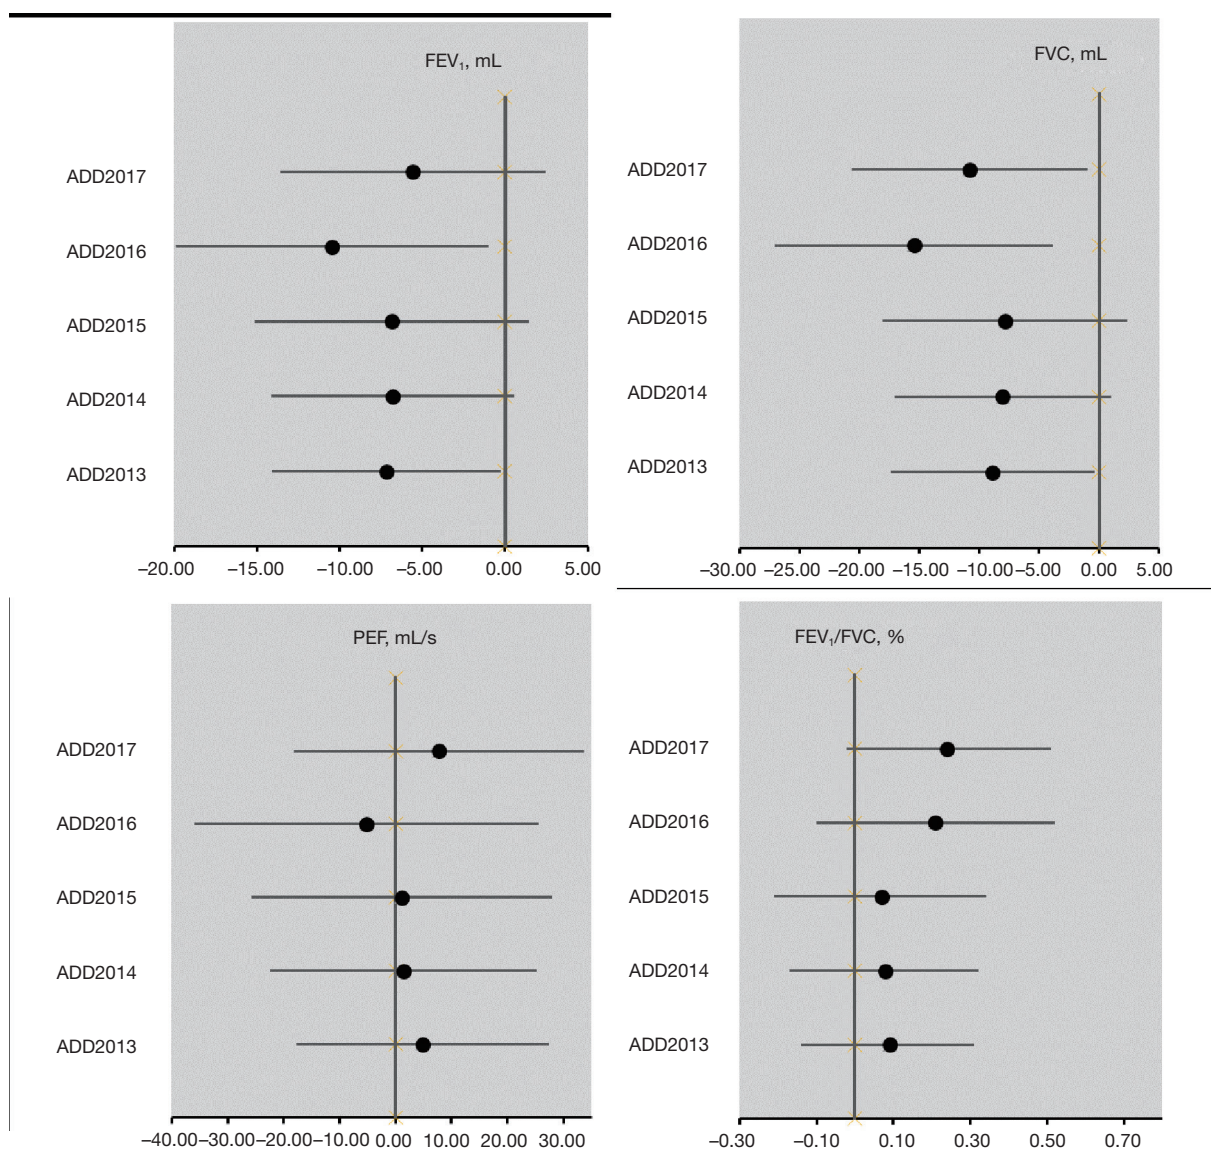 FEV₁, mL
ADD2017
ADD2016
ADD2015
ADD2014
ADD2013
–20.00 –15.00 –10.00 –5.00 0.00 5.00
FVC, mL
ADD2017
ADD2016
ADD2015
ADD2014
ADD2013
–30.00 –25.00 –20.00 –15.00 –10.00 –5.00 0.00 5.00
PEF, mL/s
ADD2017
ADD2016
ADD2015
ADD2014
ADD2013
–40.00 –30.00 –20.00 –10.00 0.00 10.00 20.00 30.00
FEV₁/FVC, %
ADD2017
ADD2016
ADD2015
ADD2014
ADD2013
–0.30 –0.10 0.10 0.30 0.50 0.70